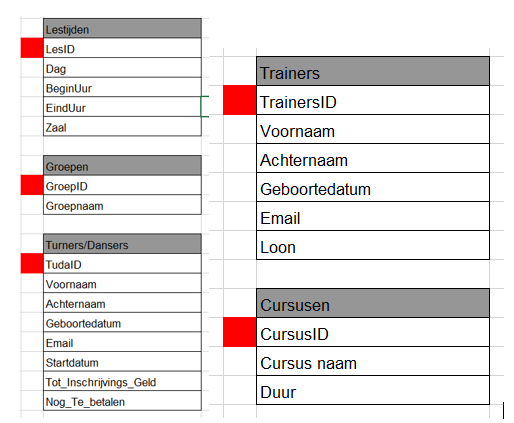 Lestijden
LesID
Dag
BeginUur
EindUur
Zaal
Groepen
GroepID
Groepnaam
Turners/Dansers
TudaID
Voornaam
Achternaam
Geboortedatum
Email
Startdatum
Tot_Inschrijvings_Geld
Nog_Te_betalen
Trainers
TrainersID
Voornaam
Achternaam
Geboortedatum
Email
Loon
Cursusen
CursusID
Cursus naam
Duur